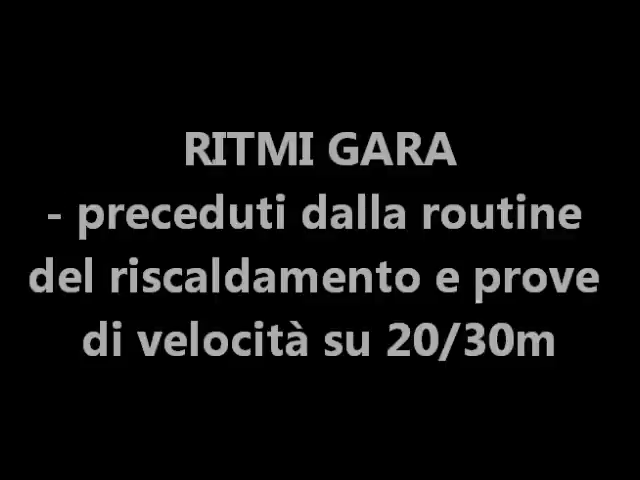 RITMI GARA
- preceduti dalla routine
del riscaldamento e prove
di velocità su 20/30m